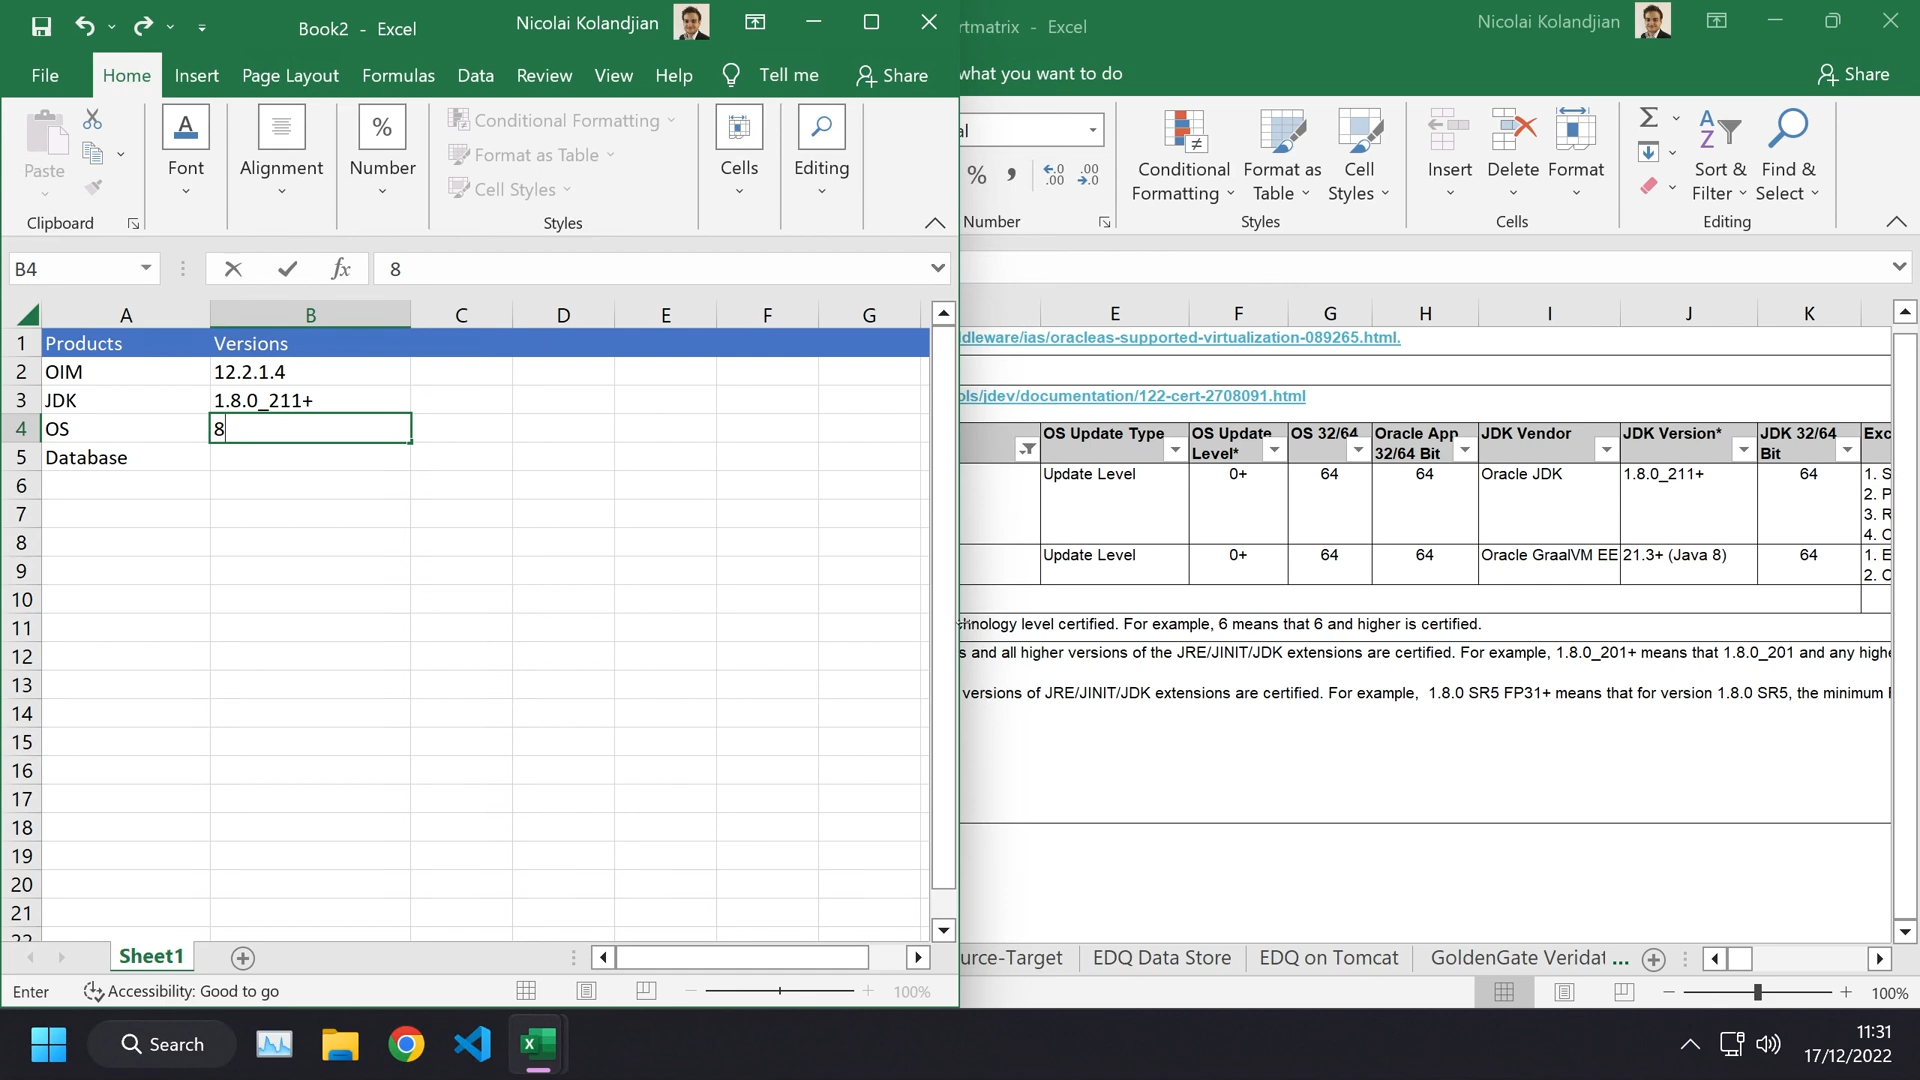 Book2 - Excel
Nicolai Kolandjian
File
Home
Insert
Page Layout
Formulas
Data
Review
View
Help
Tell me
Share
Paste
Clipboard
Font
Alignment
Number
Conditional Formatting
Format as Table
Cell Styles
Styles
Cells
Editing
B4
fx
8
A B C D E F G
1 Products Versions
2 OIM 12.2.1.4
3 JDK 1.8.0_211+
4 OS 8
5 Database
6
7
8
9
10
11
12
13
14
15
16
17
18
19
20
21
22
Sheet1
Enter
Accessibility: Good to go
100%
rtmatrix - Excel
Nicolai Kolandjian
what you want to do
Share
al
Number
Conditional Formatting
Format as Table
Cell Styles
Styles
Insert
Delete
Format
Cells
Sort & Filter
Find & Select
Editing
E F G H I J K
dleware/ias/oracleas-supported-virtualization-089265.html.
ols/jdev/documentation/122-cert-2708091.html
OS Update Type OS Update Level* OS 32/64 Oracle App 32/64 Bit JDK Vendor JDK Version* JDK 32/64 Bit Exc
Update Level 0+ 64 64 Oracle JDK 1.8.0_211+ 64 1. S
2. P
3. R
4. C
Update Level 0+ 64 64 Oracle GraalVM EE 21.3+ (Java 8) 64 1. E
2. C
chnology level certified. For example, 6 means that 6 and higher is certified.
s and all higher versions of the JRE/JINIT/JDK extensions are certified. For example, 1.8.0_201+ means that 1.8.0_201 and any highe
versions of JRE/JINIT/JDK extensions are certified. For example, 1.8.0 SR5 FP31+ means that for version 1.8.0 SR5, the minimum
urce-Target
EDQ Data Store
EDQ on Tomcat
GoldenGate Veridat ...
100%
Search
11:31
17/12/2022